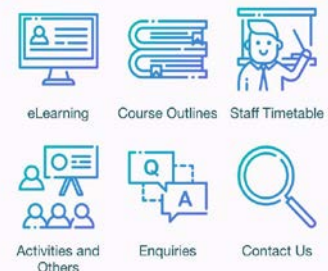 eLearning
Course Outlines
Staff Timetable
Q
A
Activities and
Others
Enquiries
Contact Us